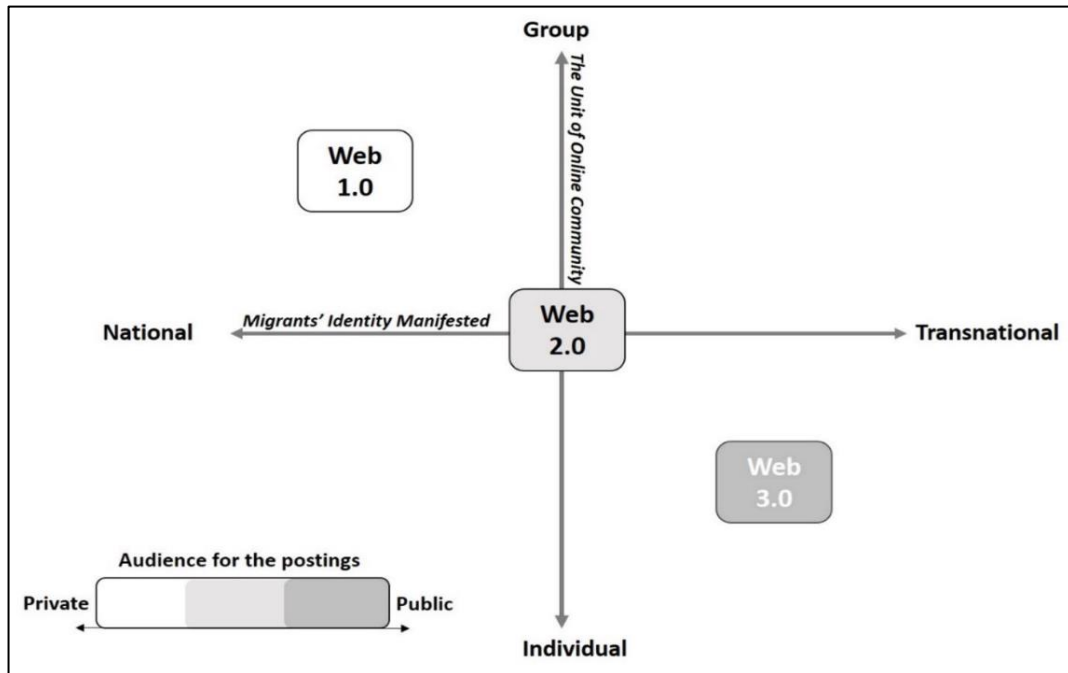 Group
The Unit of Online Community
Web
1.0
National
Migrants' Identity Manifested
Web
2.0
Transnational
Web
3.0
Audience for the postings
Private
Public
Individual